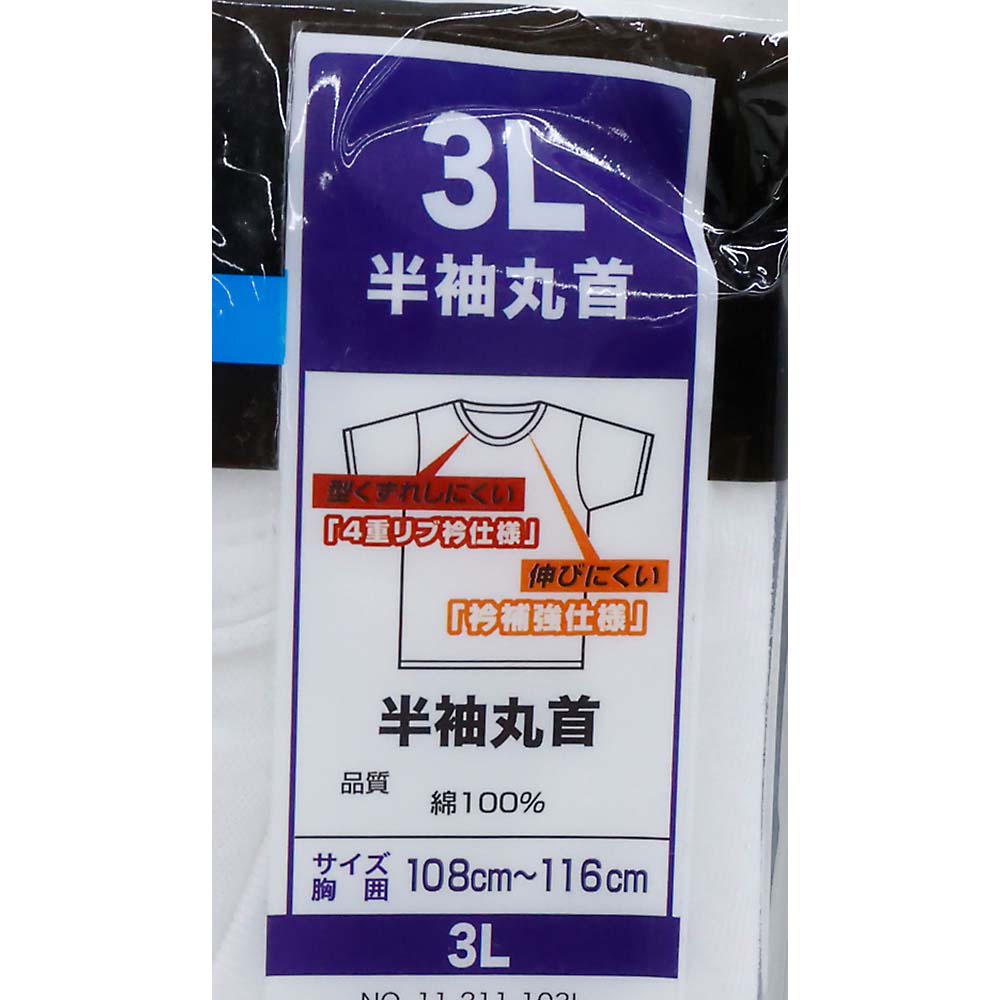 3L
半袖丸首
型くずれしにくい
「4重リブ衿仕様」
伸びにくい
「衿補強仕様」
半袖丸首
品質
綿100%
サイズ
胸囲
108cm~116cm
3L